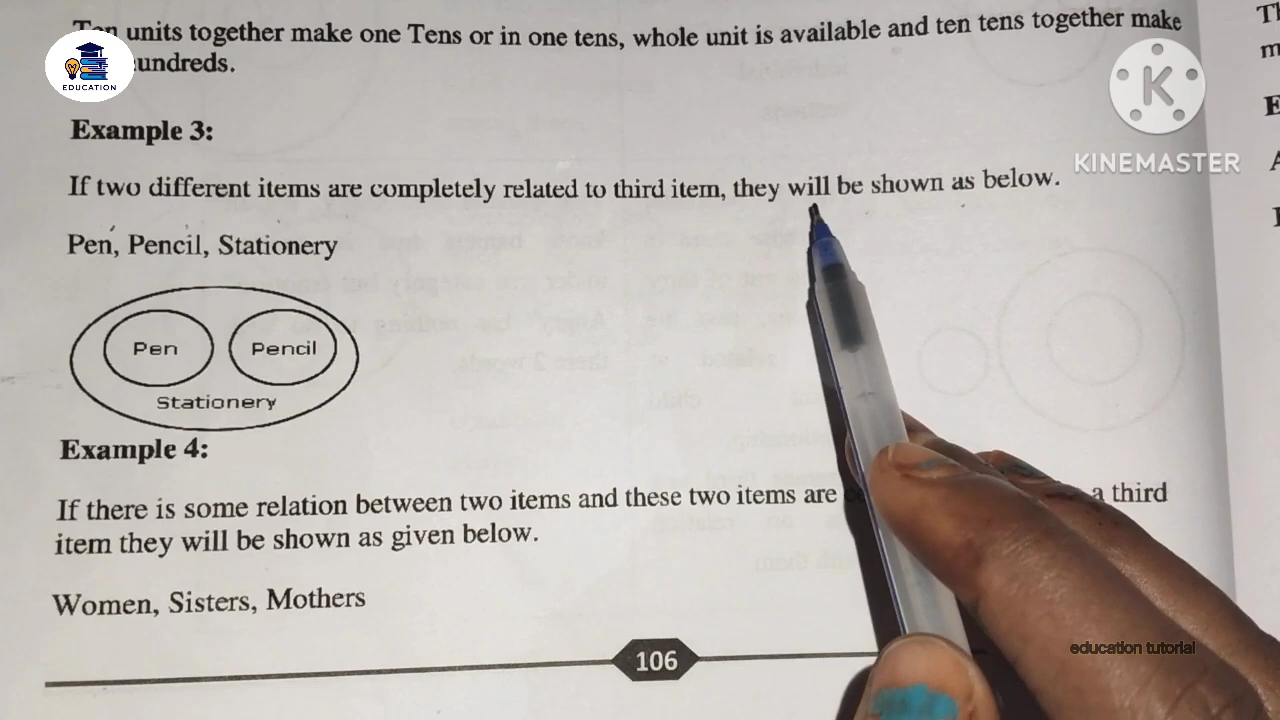 Ten units together make one Tens or in one tens, whole unit is available and ten tens together make
undreds.
EDUCATION
KINEMASTER
Example 3:
If two different items are completely related to third item, they will be shown as below.
Pen, Pencil, Stationery
Pen Pencil
Stationery
Example 4:
If there is some relation between two items and these two items are a third
item they will be shown as given below.
Women, Sisters, Mothers
106
education tutorial